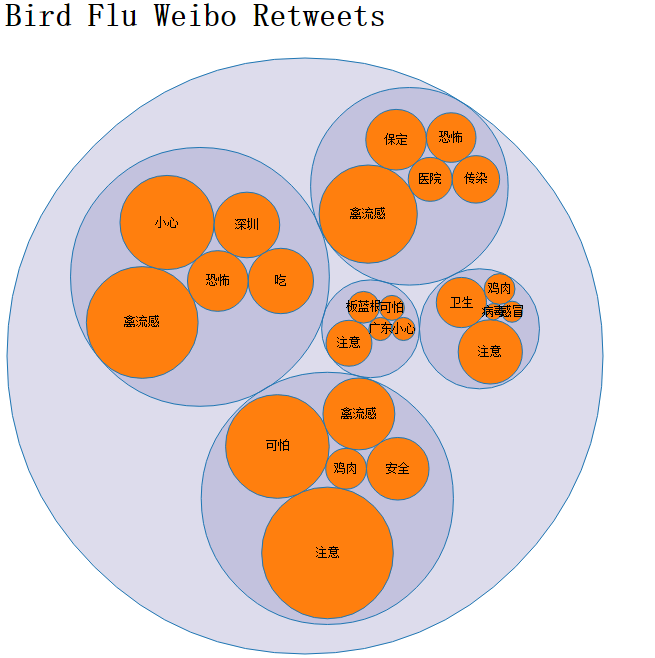 Bird Flu Weibo Retweets
保定
恐怖
医院
传染
禽流感
小心
深圳
恐怖
吃
禽流感
板蓝根
可怕
广东
小心
注意
卫生
鸡肉
病毒
感冒
注意
禽流感
可怕
鸡肉
安全
注意